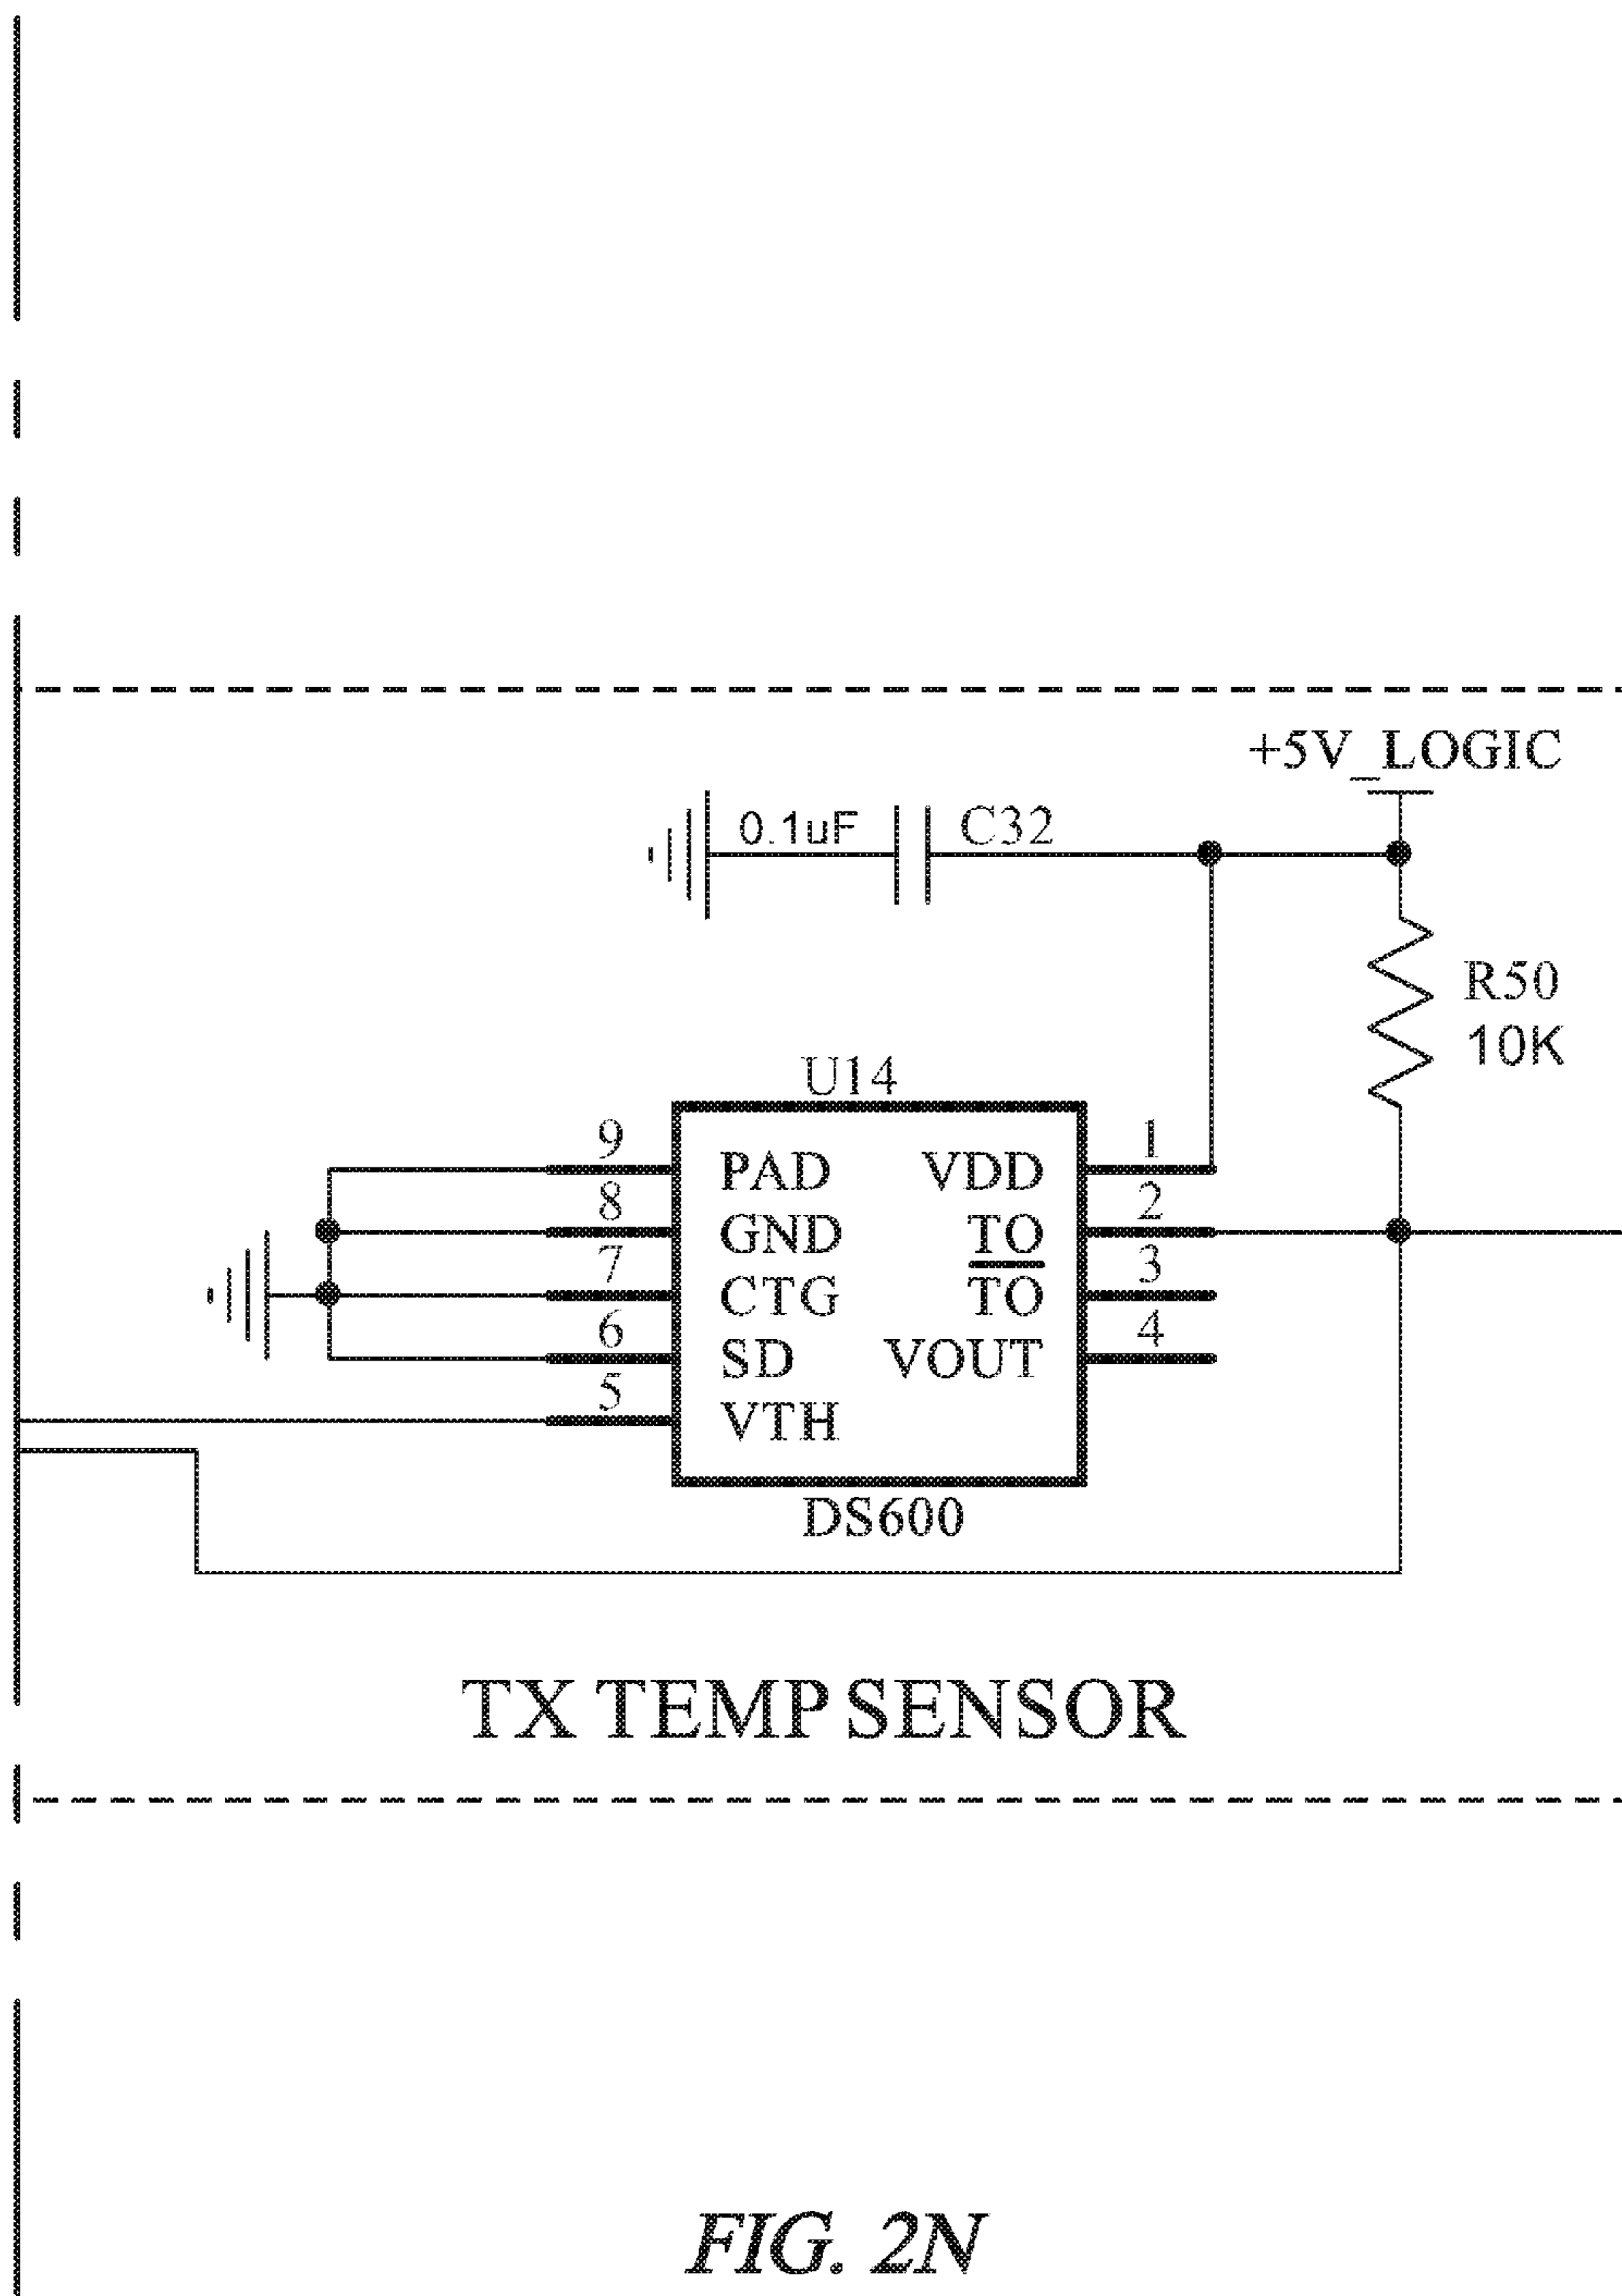 +5V_LOGIC
0.1uF C32
R50
10K
U14
9 PAD VDD 1
8 GND TO 2
7 CTG T̅O̅ 3
6 SD VOUT 4
5 VTH
DS600
TX TEMP SENSOR
FIG. 2N